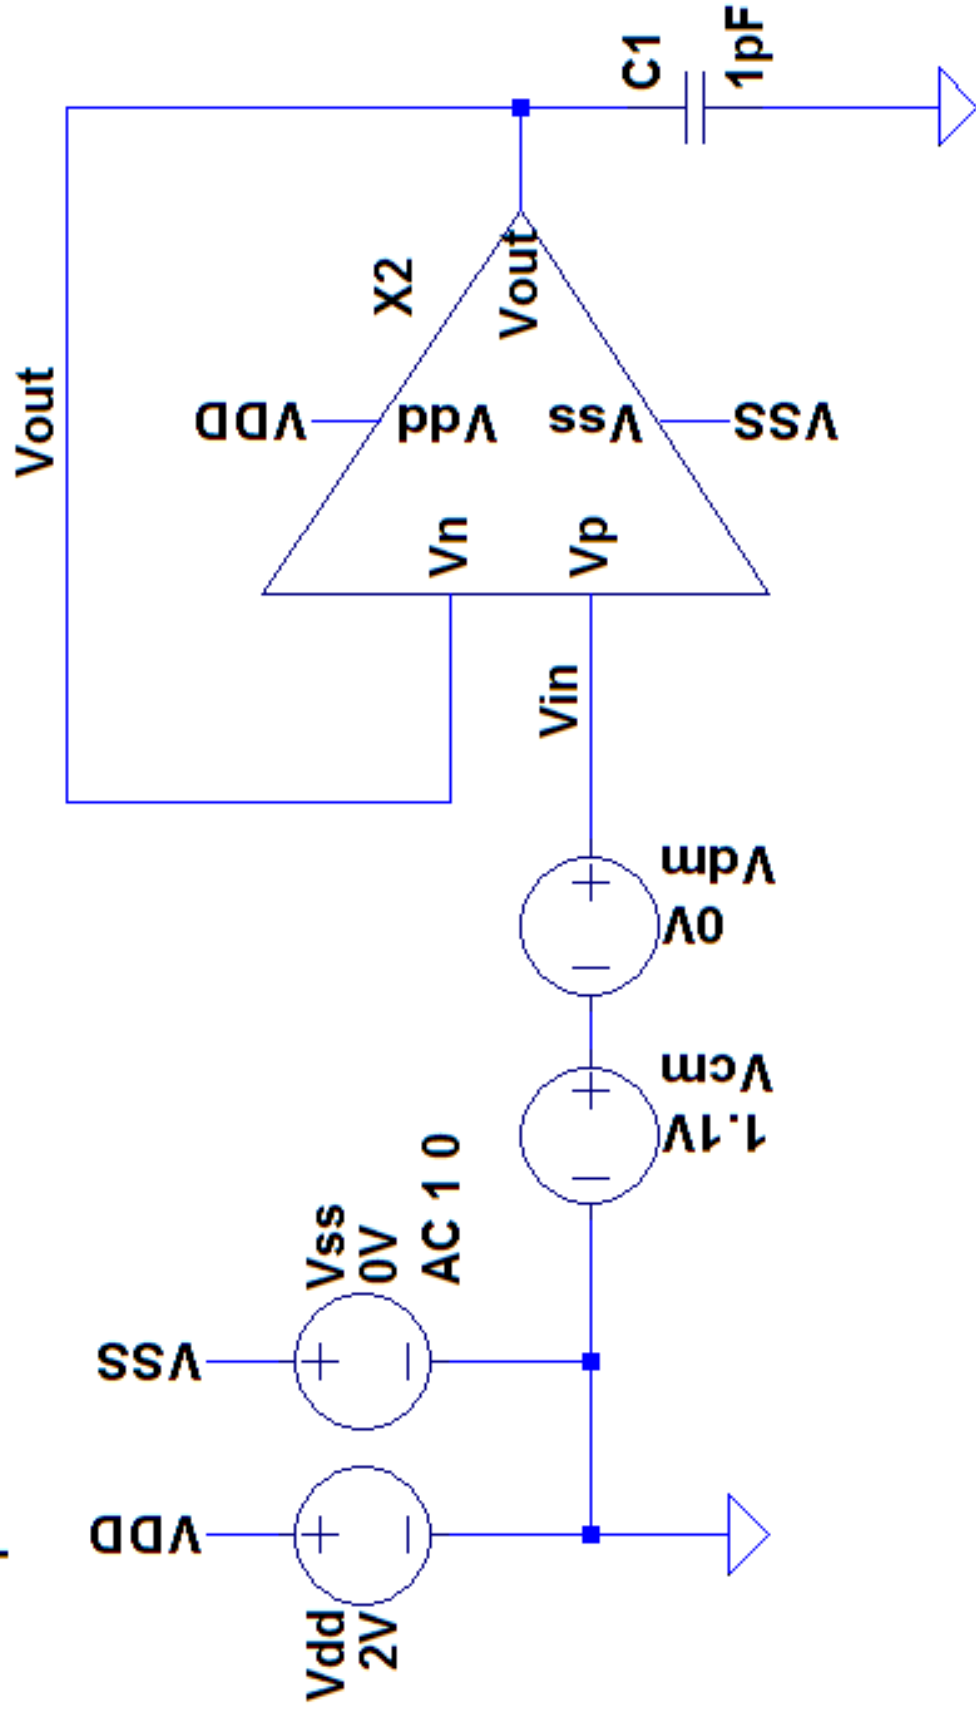 Vout
C1
1pF
X2
VDD
Vdd
Vss
VSS
Vout
Vn
Vp
Vin
Vdm
0V
Vcm
1.1V
Vss
0V
AC 1 0
VSS
VDD
Vdd
2V